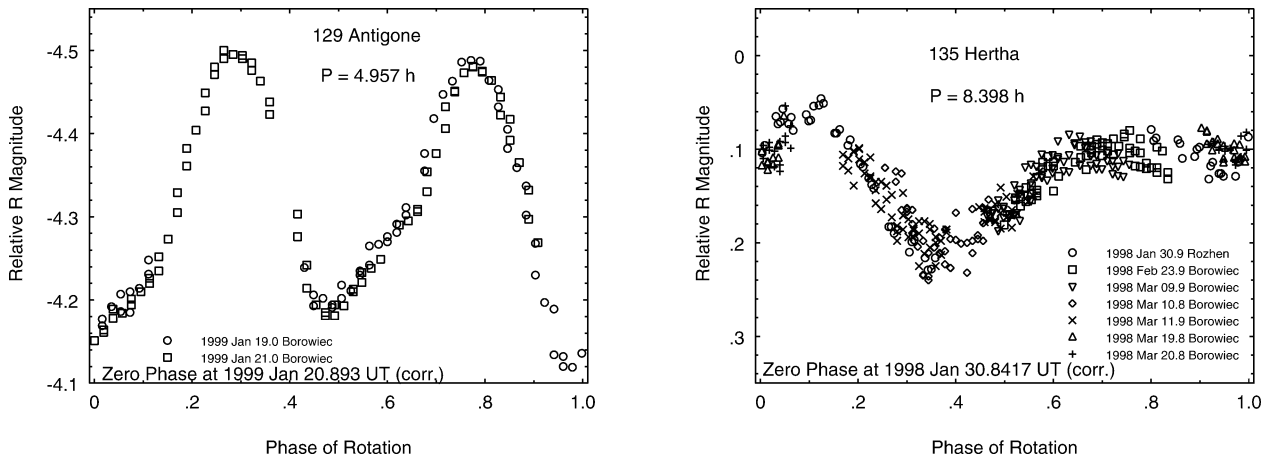 129 Antigone
P = 4.957 h
Relative R Magnitude
-4.5
-4.4
-4.3
-4.2
-4.1
1999 Jan 19.0 Borowiec
1999 Jan 21.0 Borowiec
Zero Phase at 1999 Jan 20.893 UT (corr.)
0 .2 .4 .6 .8 1.0
Phase of Rotation
135 Hertha
P = 8.398 h
Relative R Magnitude
0
.1
.2
.3
1998 Jan 30.9 Rozhen
1998 Feb 23.9 Borowiec
1998 Mar 09.9 Borowiec
1998 Mar 10.8 Borowiec
1998 Mar 11.9 Borowiec
1998 Mar 19.8 Borowiec
1998 Mar 20.8 Borowiec
Zero Phase at 1998 Jan 30.8417 UT (corr.)
0 .2 .4 .6 .8 1.0
Phase of Rotation